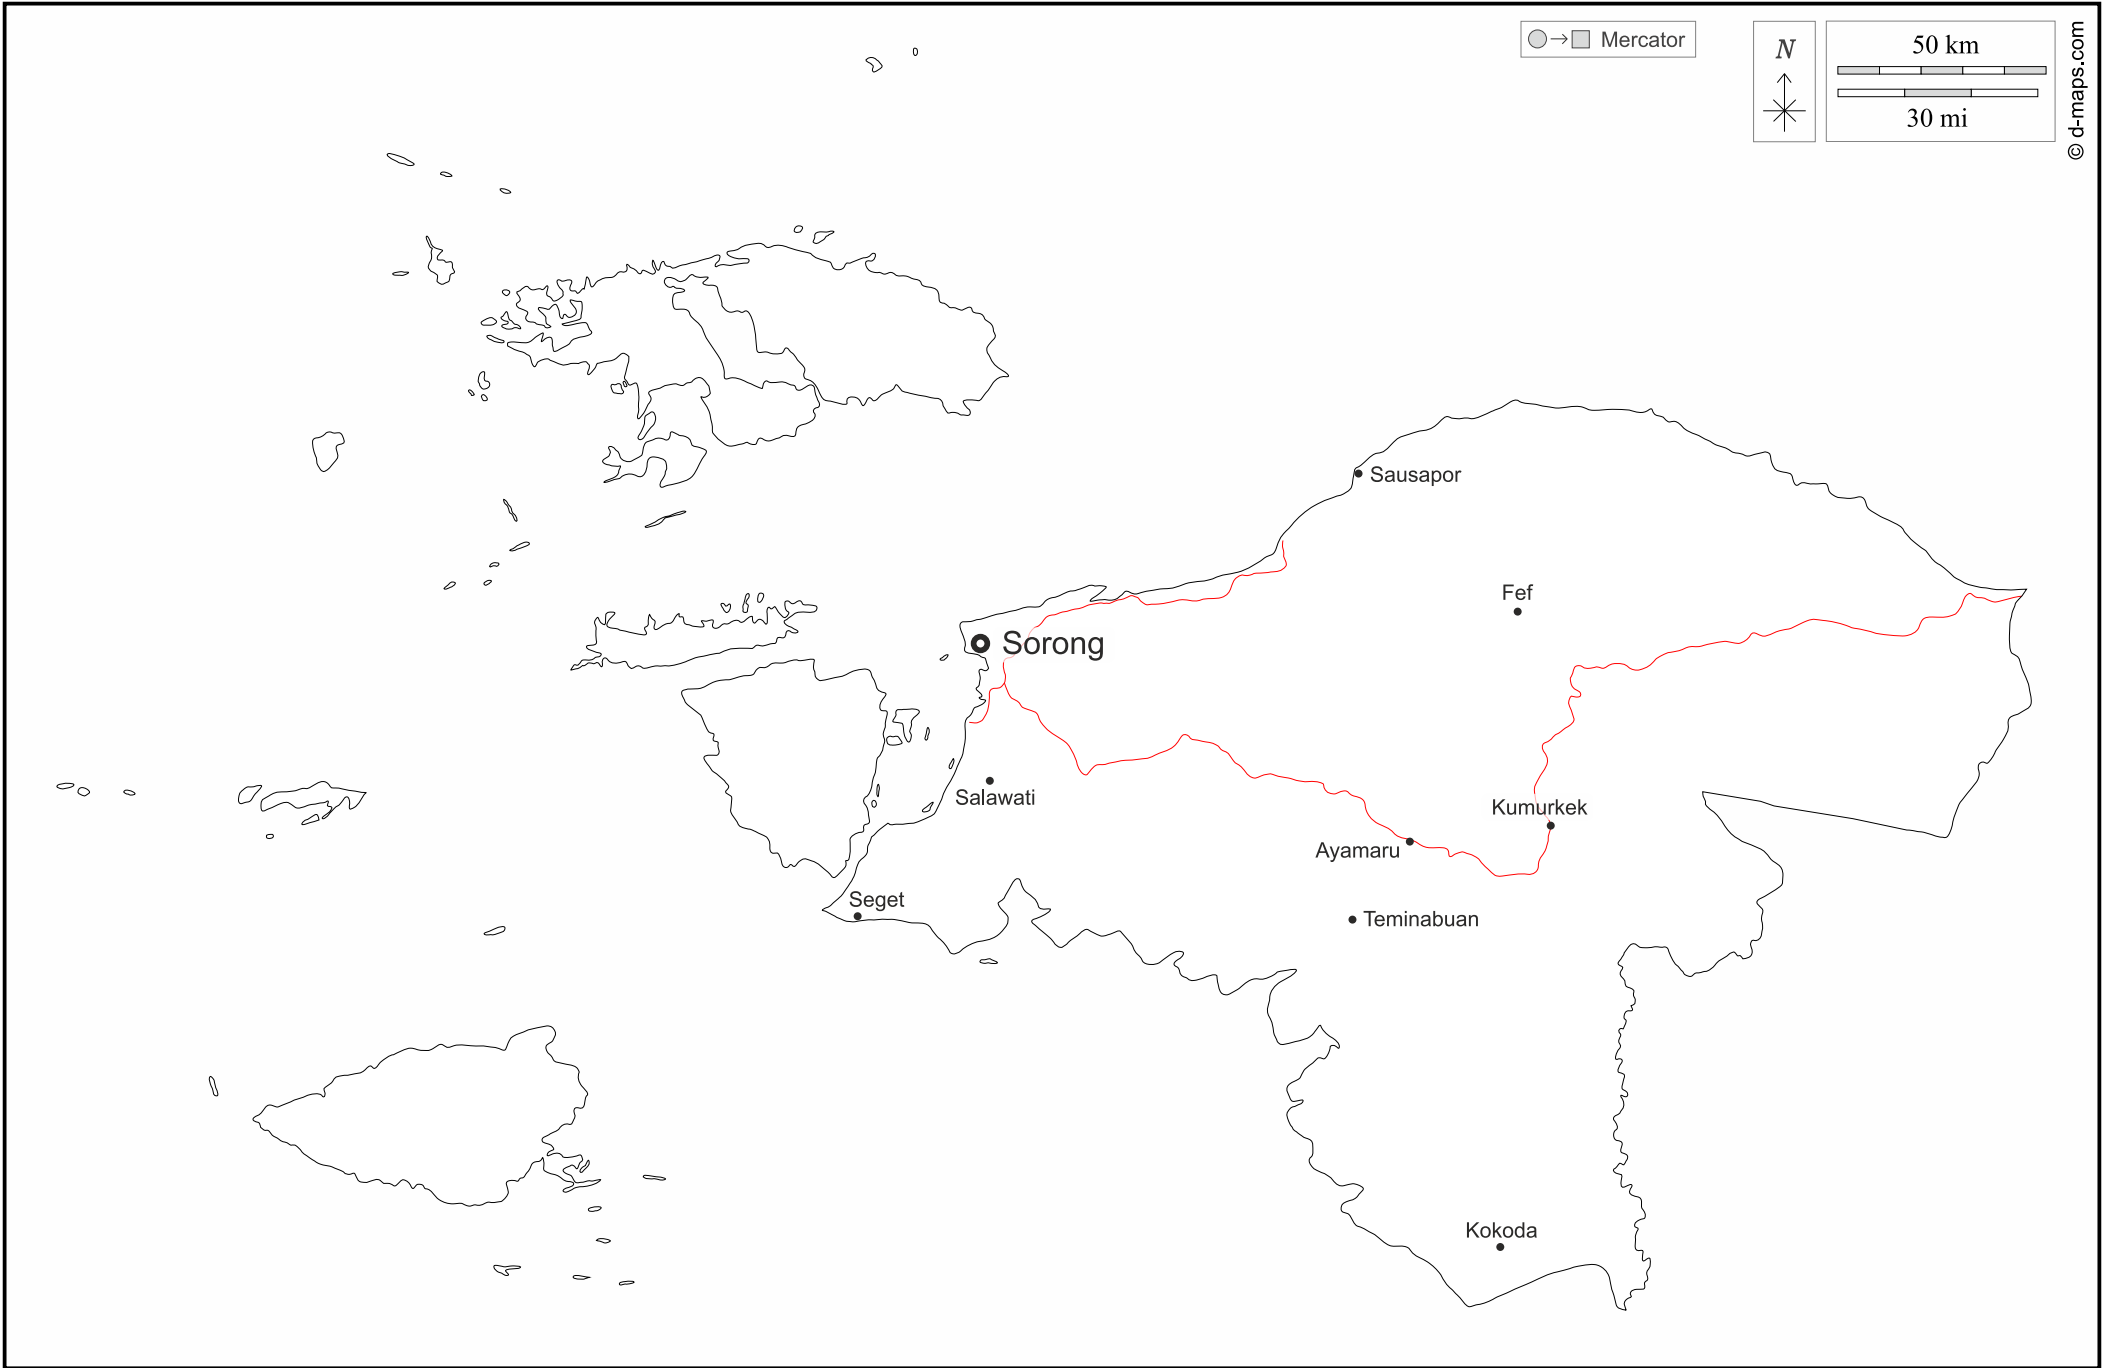 Mercator
N
50 km
30 mi
© d-maps.com
Sausapor
Fef
Sorong
Salawati
Kumurkek
Ayamaru
Seget
Teminabuan
Kokoda